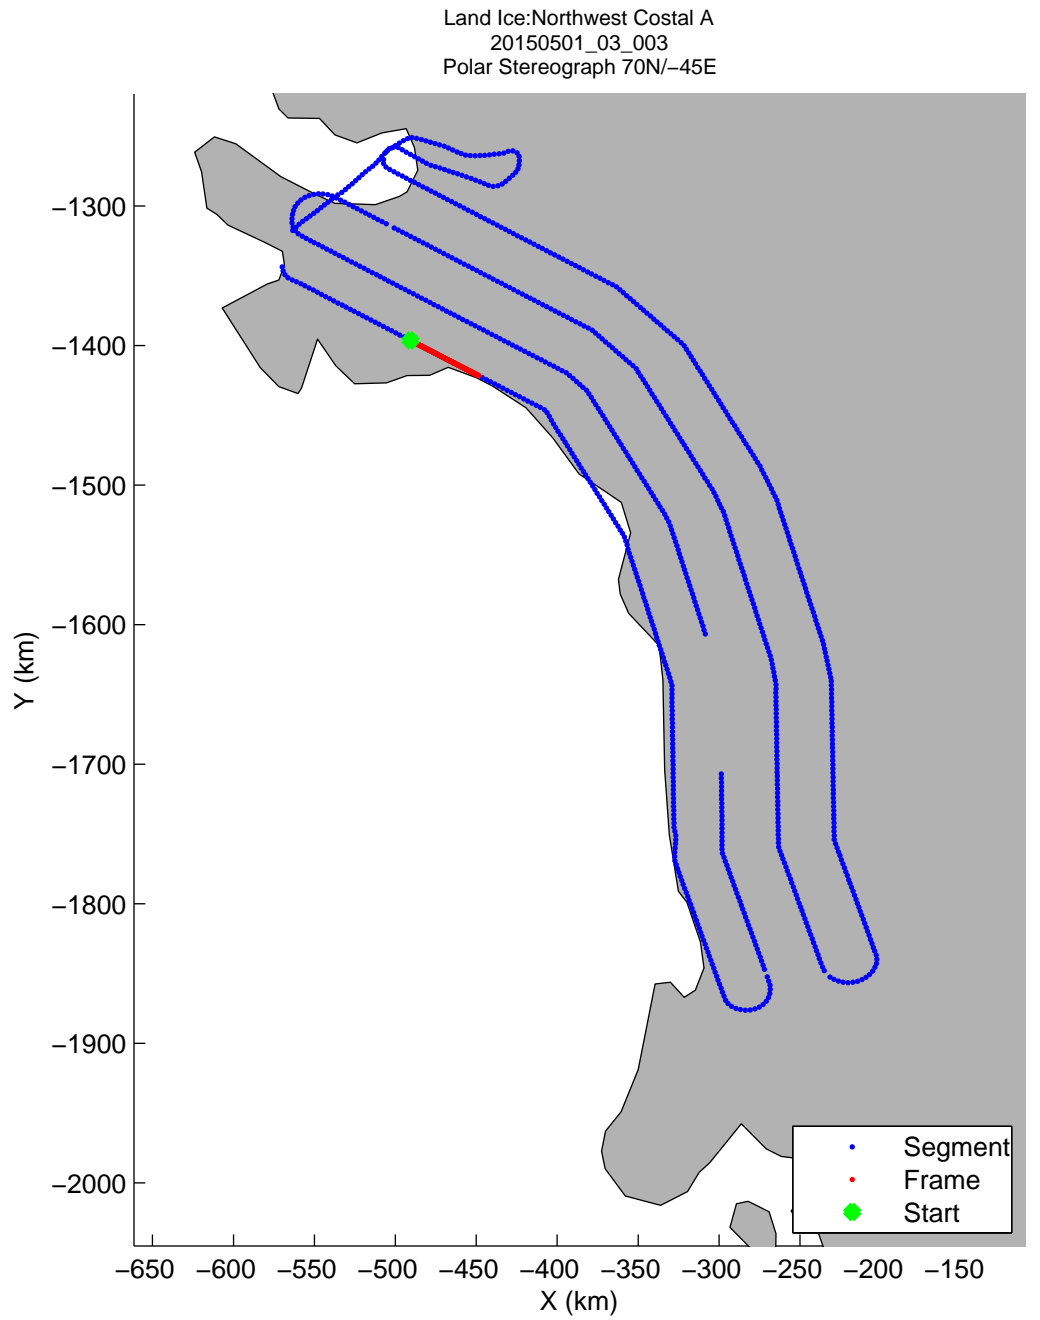 Land Ice:Northwest Costal A
20150501_03_003
Polar Stereograph 70N/−45E
−1300
−1400
−1500
−1600
−1700
−1800
−1900
−2000
Y (km)
Segment
Frame
Start
−650 −600 −550 −500 −450 −400 −350 −300 −250 −200 −150
X (km)